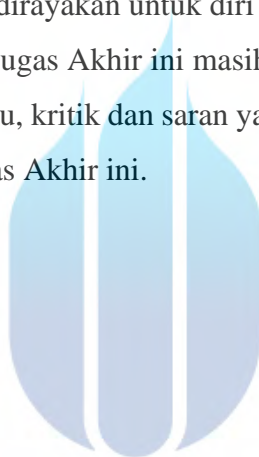 dirayakan untuk diri
ugas Akhir ini masih
u, kritik dan saran ya
as Akhir ini.